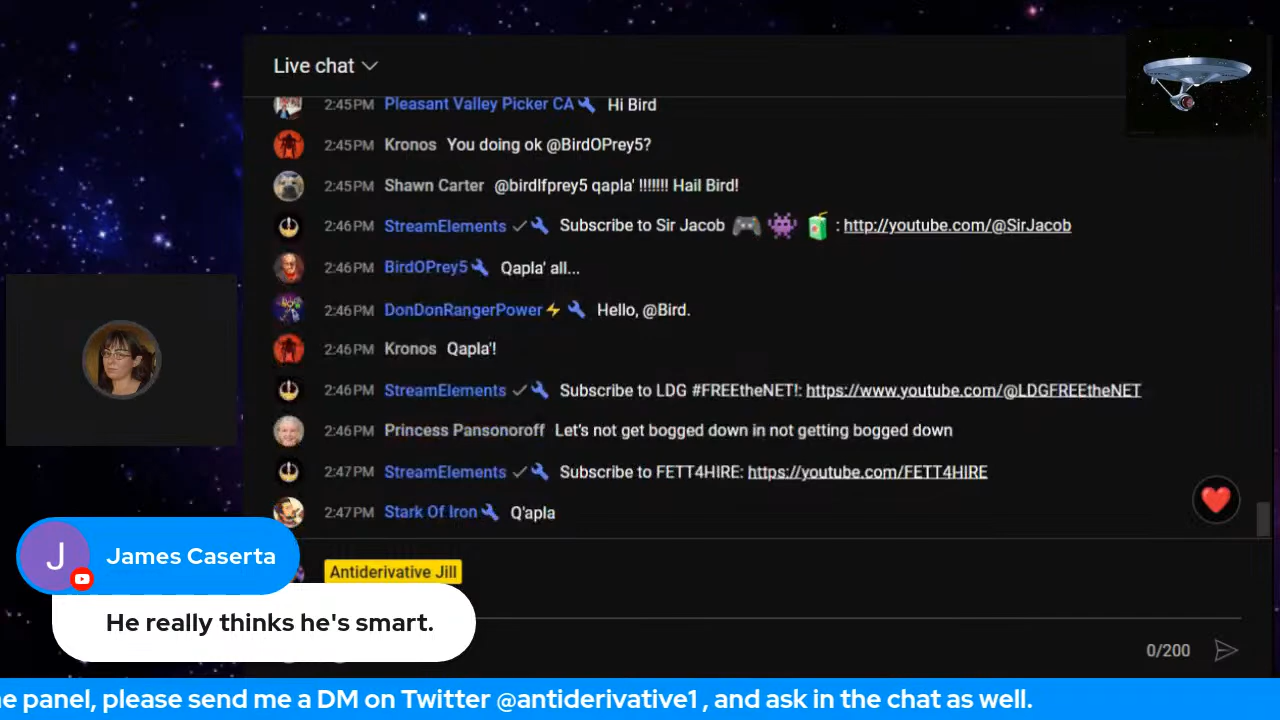 Live chat
2:45PM Pleasant Valley Picker CA Hi Bird
2:45PM Kronos You doing ok @BirdOPrey5?
2:45PM Shawn Carter @birdlfprey5 qapla' !!!!!!! Hail Bird!
2:46PM StreamElements Subscribe to Sir Jacob : http://youtube.com/@SirJacob
2:46PM BirdOPrey5 Qapla' all...
2:46PM DonDonRangerPower Hello, @Bird.
2:46PM Kronos Qapla'!
2:46PM StreamElements Subscribe to LDG #FREEtheNET!: https://www.youtube.com/@LDGFREEtheNET
2:46PM Princess Pansonoroff Let's not get bogged down in not getting bogged down
2:47PM StreamElements Subscribe to FETT4HIRE: https://youtube.com/FETT4HIRE
2:47PM Stark Of Iron Q'apla
J James Caserta
Antiderivative Jill
He really thinks he's smart.
0/200
e panel, please send me a DM on Twitter @antiderivative1 , and ask in the chat as well.